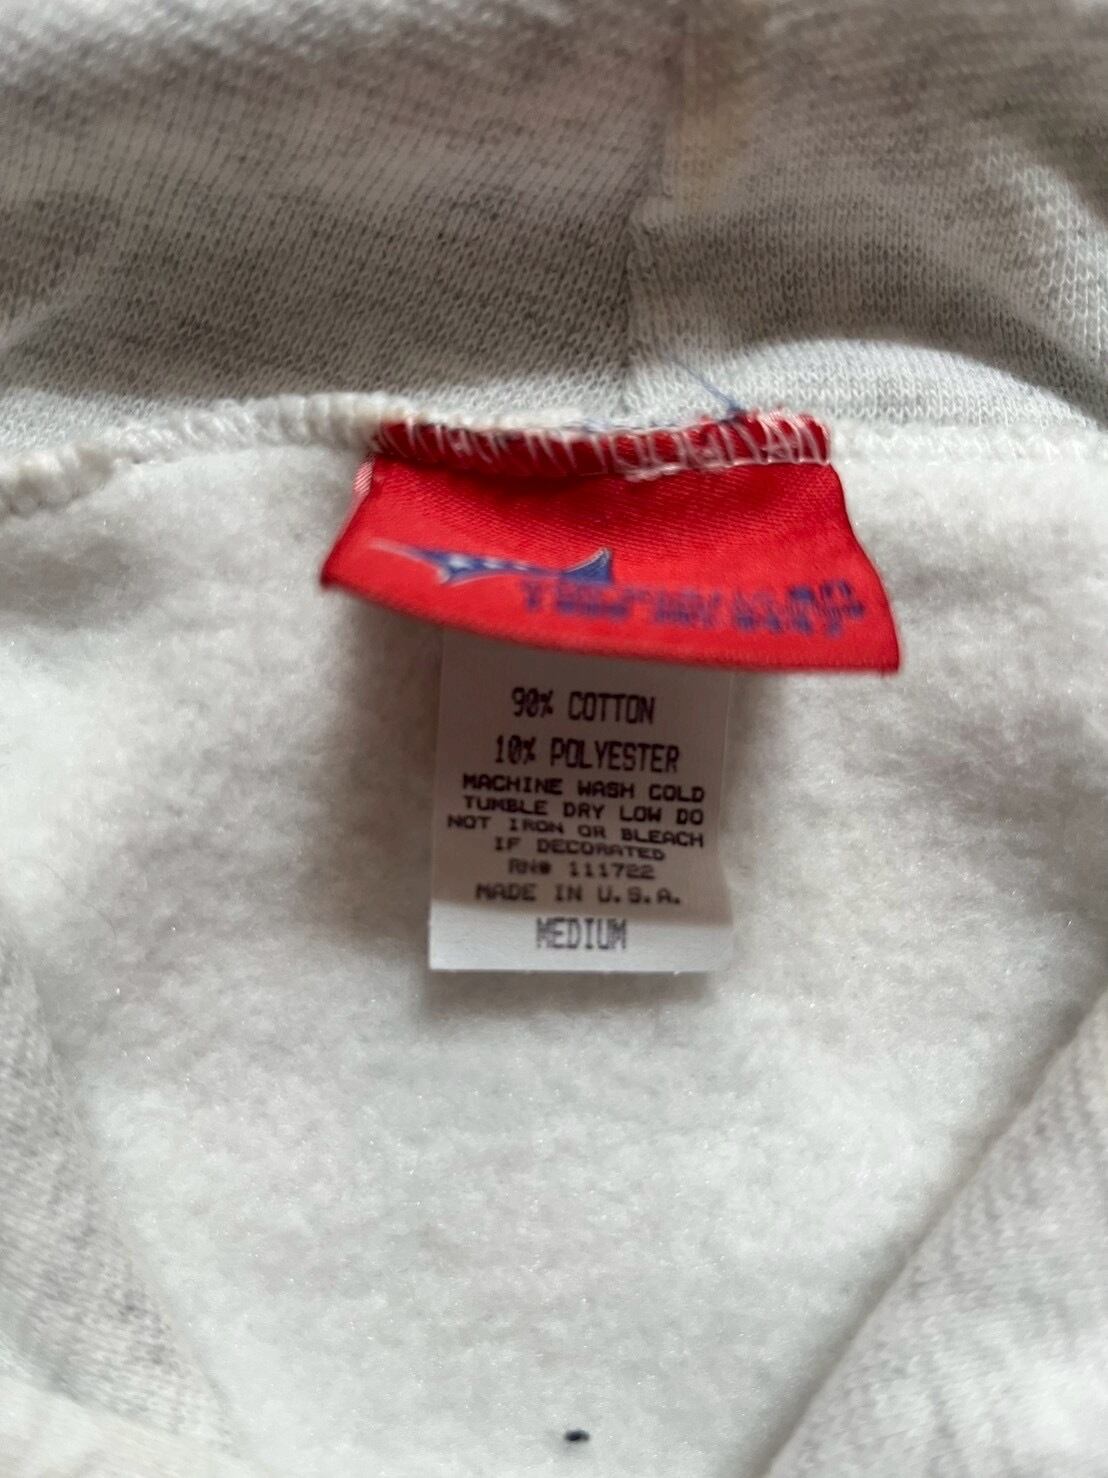 90% COTTON
10% POLYESTER
MACHINE WASH COLD
TUMBLE DRY LOW DO
NOT IRON OR BLEACH
IF DECORATED
RN# 111722
MADE IN U.S.A.
MEDIUM